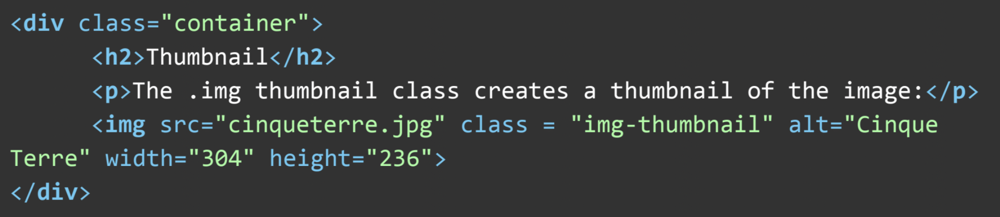 <div class="container">
<h2>Thumbnail</h2>
<p>The .img thumbnail class creates a thumbnail of the image:</p>
<img src="cinqueterre.jpg" class = "img-thumbnail" alt="Cinque
Terre" width="304" height="236">
</div>